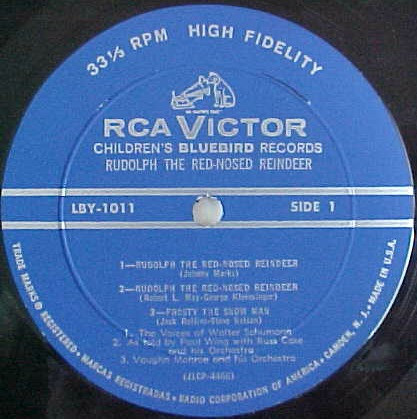 33⅓ RPM HIGH FIDELITY
"HIS MASTER'S VOICE"
RCA VICTOR
CHILDREN'S BLUEBIRD RECORDS
RUDOLPH THE RED-NOSED REINDEER
LBY-1011
SIDE 1
1—RUDOLPH THE RED-NOSED REINDEER
(Johnny Marks)
2—RUDOLPH THE RED-NOSED REINDEER
(Robert L. May-George Kleinsinger)
3—FROSTY THE SNOW MAN
(Jack Rollins-Steve Nelson)
1. The Voices of Walter Schumann
2. As told by Paul Wing with Russ Case
and his Orchestra
3. Vaughn Monroe and his Orchestra
(J2CP-4466)
TRADE MARKS ® REGISTERED • MARCAS REGISTRADAS • RADIO CORPORATION OF AMERICA, CAMDEN, N.J. • MADE IN U.S.A.